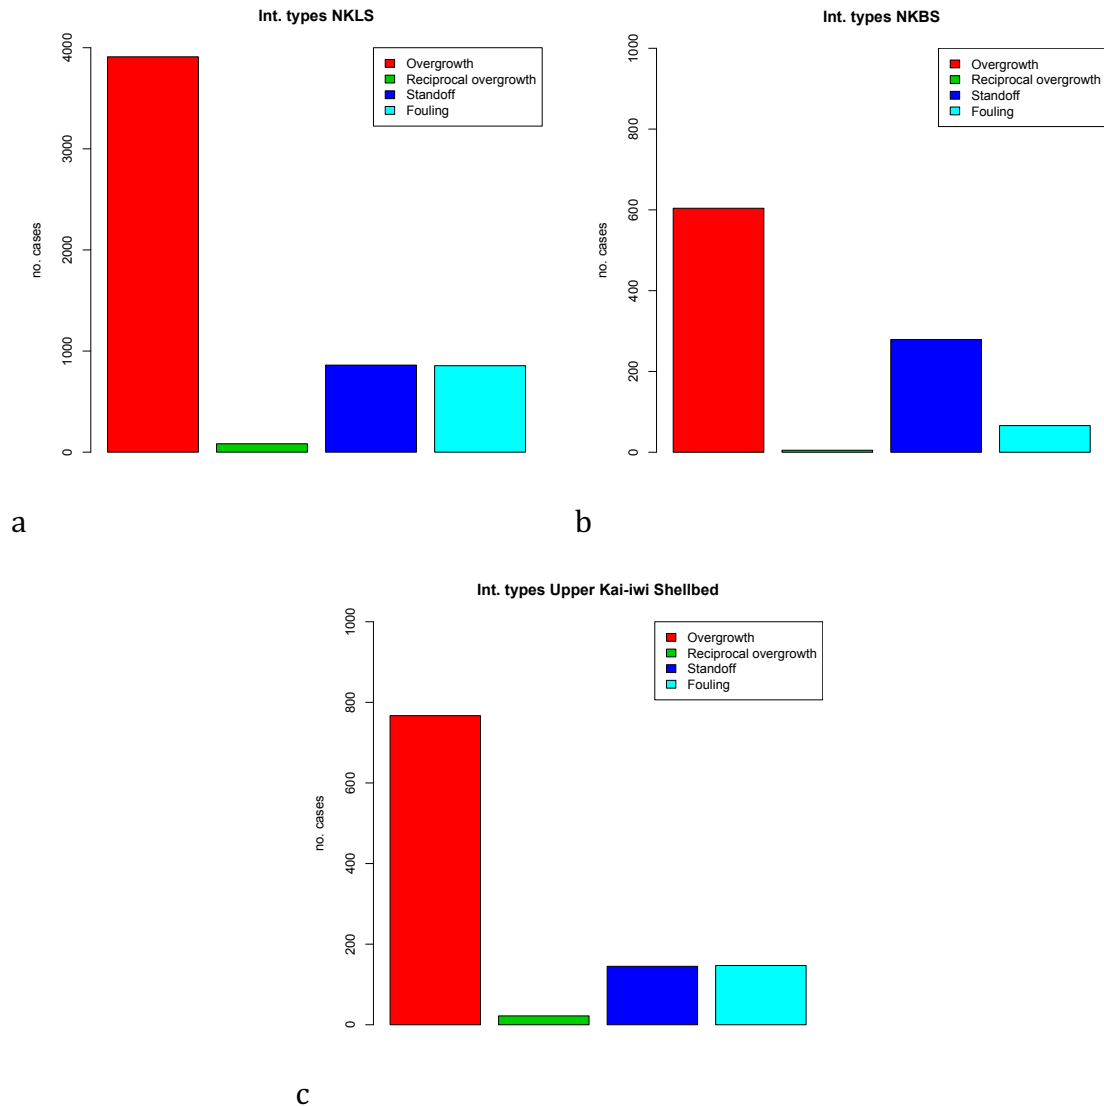 Int. types NKLS
Overgrowth
Reciprocal overgrowth
Standoff
Fouling
no. cases
4000
3000
2000
1000
0
a
Int. types NKBS
Overgrowth
Reciprocal overgrowth
Standoff
Fouling
no. cases
1000
800
600
400
200
0
b
Int. types Upper Kai-iwi Shellbed
Overgrowth
Reciprocal overgrowth
Standoff
Fouling
no. cases
1000
800
600
400
200
0
c